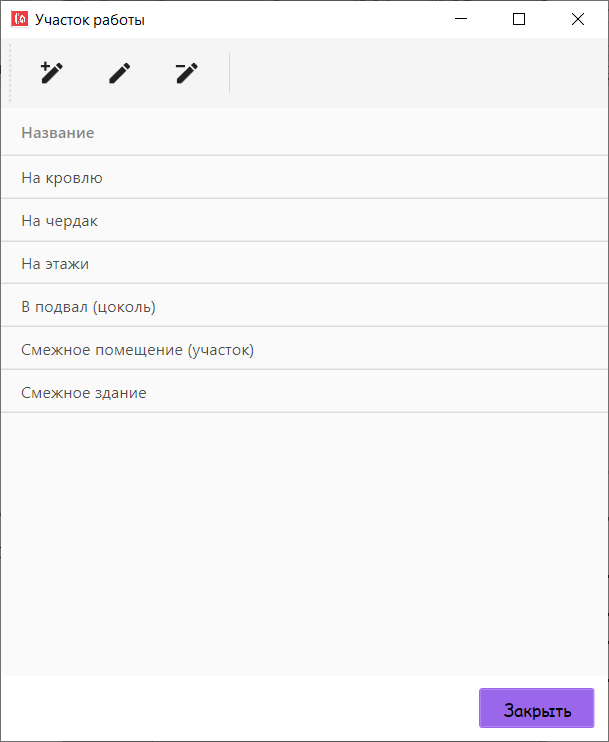 Участок работы
Название
На кровлю
На чердак
На этажи
В подвал (цоколь)
Смежное помещение (участок)
Смежное здание
Закрыть